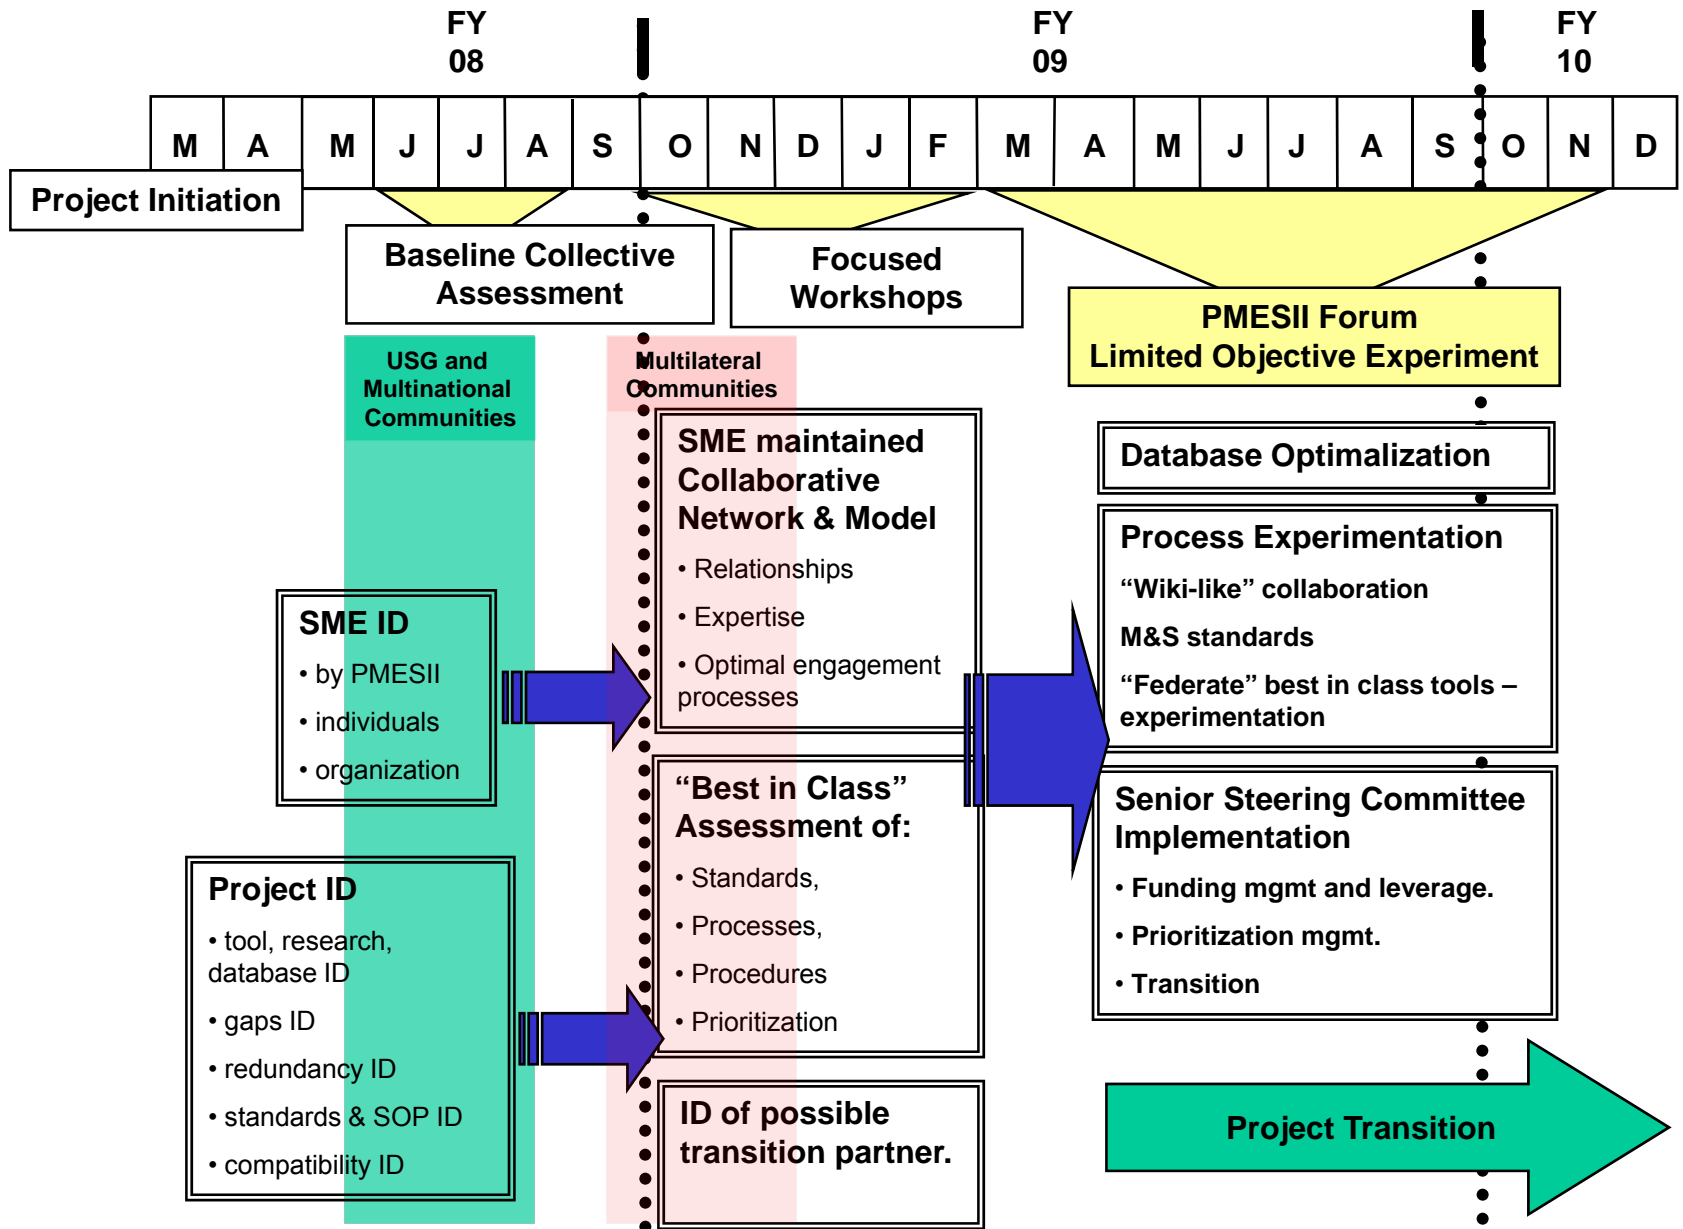 FY
08
FY
09
FY
10
M A M J J A S O N D J F M A M J J A S O N D
Project Initiation
Baseline Collective
Assessment
Focused
Workshops
PMESII Forum
Limited Objective Experiment
USG and
Multinational
Communities
Multilateral
Communities
SME ID
• by PMESII
• individuals
• organization
Project ID
• tool, research,
database ID
• gaps ID
• redundancy ID
• standards & SOP ID
• compatibility ID
SME maintained
Collaborative
Network & Model
• Relationships
• Expertise
• Optimal engagement
processes
“Best in Class”
Assessment of:
• Standards,
• Processes,
• Procedures
• Prioritization
ID of possible
transition partner.
Database Optimalization
Process Experimentation
“Wiki-like” collaboration
M&S standards
“Federate” best in class tools –
experimentation
Senior Steering Committee
Implementation
• Funding mgmt and leverage.
• Prioritization mgmt.
• Transition
Project Transition